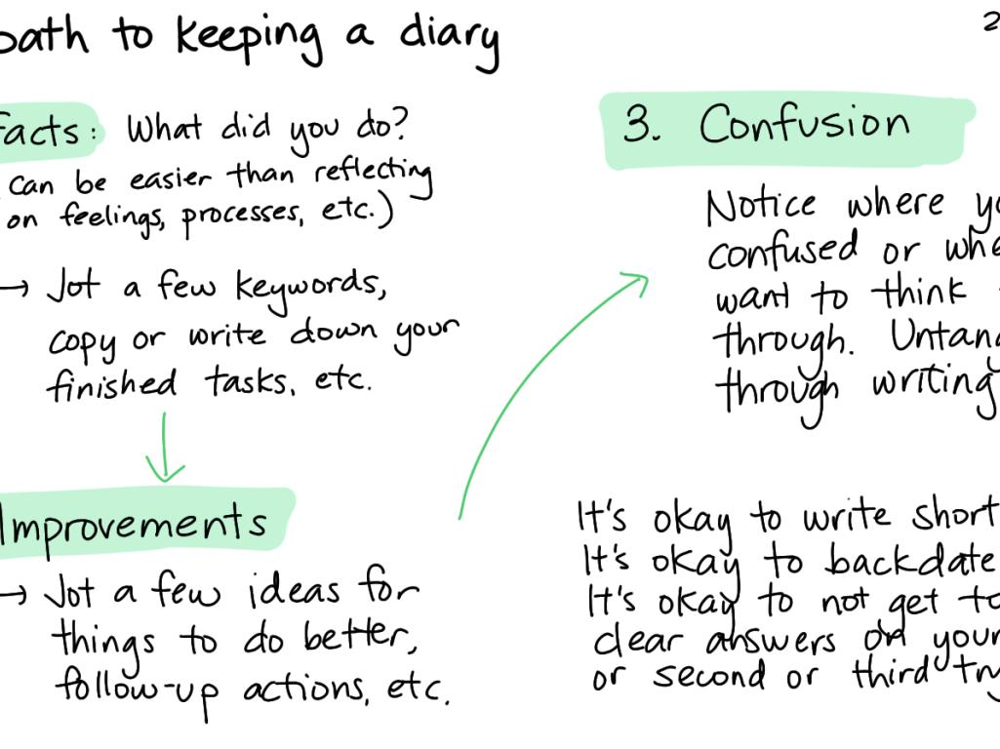 path to keeping a diary
2
Facts: What did you do?
can be easier than reflecting
on feelings, processes, etc.)
→ Jot a few keywords,
copy or write down your
finished tasks, etc.
Improvements
→ Jot a few ideas for
things to do better,
follow-up actions, etc.
3. Confusion
Notice where
confused or
want to think
through.
through writing
It's okay to write short
It's okay to backdate
It's okay to not get to
clear answers on your
or second or third